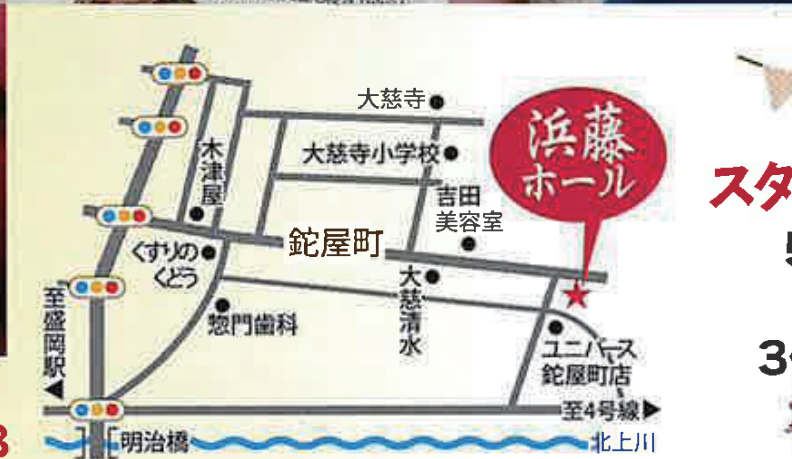 大慈寺
大慈寺小学校
木津屋
吉田
美容室
浜藤
ホール
スタ
鉈屋町
くすりの
くどう
大慈清水
惣門歯科
至盛岡駅
ユニバース
鉈屋町店
至4号線
明治橋
北上川